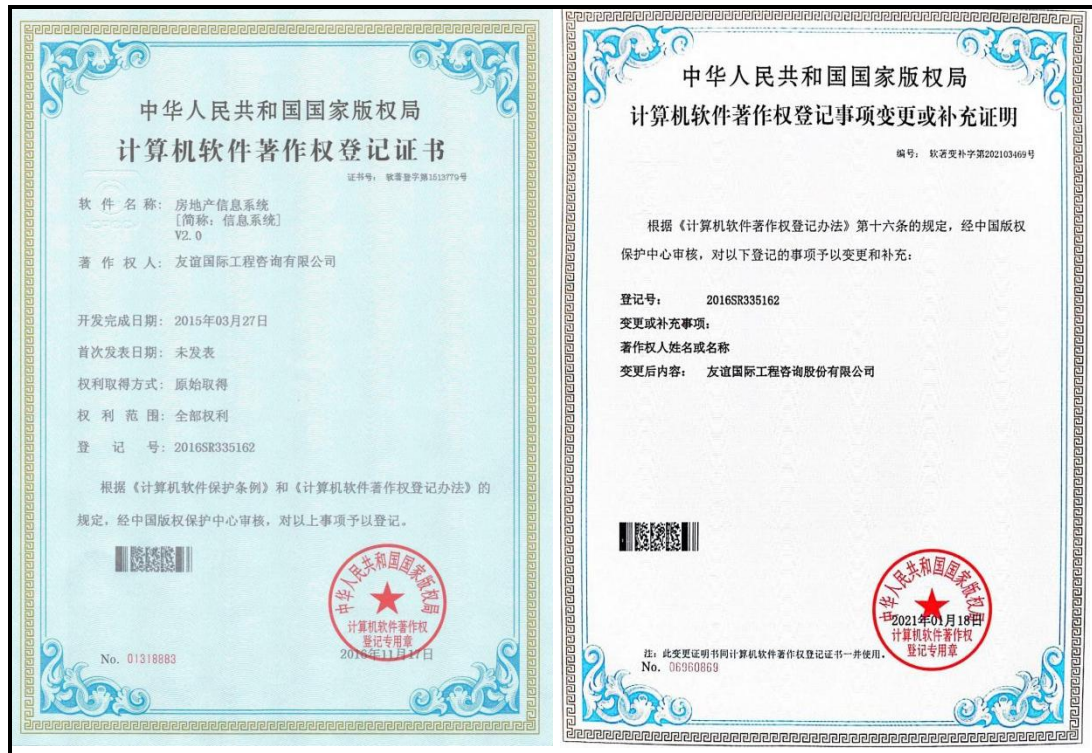 中华人民共和国国家版权局
计算机软件著作权登记证书
证书号： 软著登字第1513779号
软 件 名 称： 房地产信息系统
[简称：信息系统]
V2.0
著 作 权 人： 友谊国际工程咨询有限公司
开发完成日期： 2015年03月27日
首次发表日期： 未发表
权利取得方式： 原始取得
权 利 范 围： 全部权利
登 记 号： 2016SR335162
根据《计算机软件保护条例》和《计算机软件著作权登记办法》的
规定，经中国版权保护中心审核，对以上事项予以登记。
中华人民共和国国家版权局
计算机软件著作权
登记专用章
2016年11月17日
No. 01318883
中华人民共和国国家版权局
计算机软件著作权登记事项变更或补充证明
编号： 软著变补字第202103469号
根据《计算机软件著作权登记办法》第十六条的规定，经中国版权
保护中心审核，对以下登记的事项予以变更和补充：
登记号： 2016SR335162
变更或补充事项：
著作权人姓名或名称
变更后内容： 友谊国际工程咨询股份有限公司
中华人民共和国国家版权局
2021年01月18日
计算机软件著作权
登记专用章
注：此变更证明书同计算机软件著作权登记证书一并使用。
No. 06960869